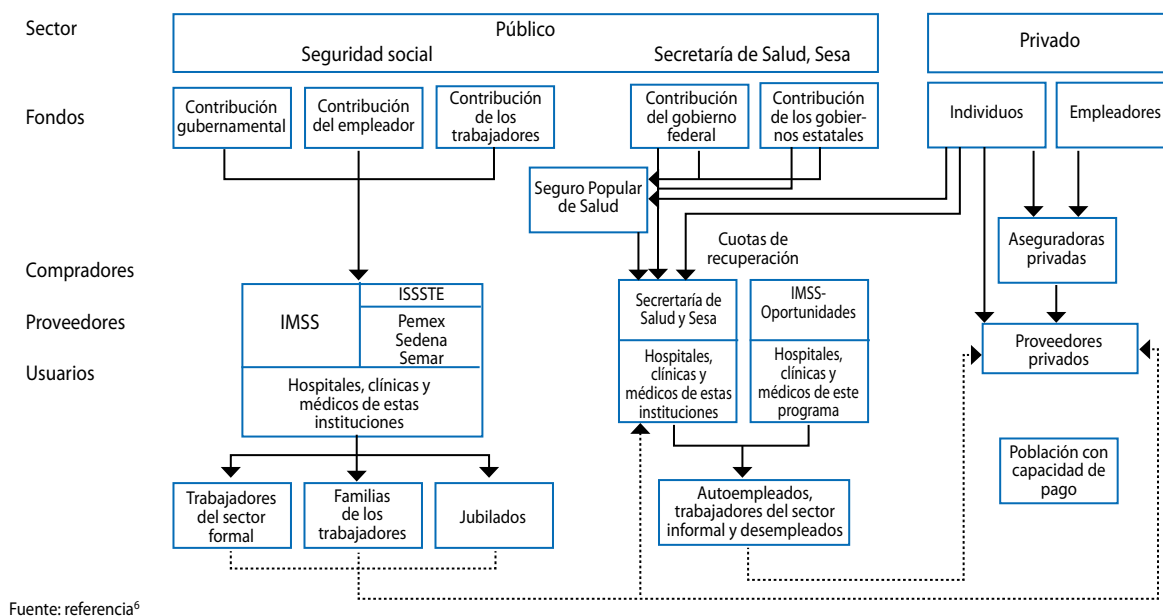 Sector
Público
Seguridad social
Secretaría de Salud, Sesa
Privado
Fondos
Contribución
gubernamental
Contribución
del empleador
Contribución
de los
trabajadores
Contribución
del gobierno
federal
Contribución
de los gobier-
nos estatales
Individuos
Empleadores
Seguro Popular
de Salud
Cuotas de
recuperación
Aseguradoras
privadas
Compradores
Proveedores
Usuarios
IMSS
ISSSTE
Pemex
Sedena
Semar
Hospitales, clínicas y
médicos de estas
instituciones
Secretaría de
Salud y Sesa
Hospitales,
clínicas y
médicos de estas
instituciones
IMSS-
Oportunidades
Hospitales,
clínicas y
médicos de este
programa
Proveedores
privados
Población con
capacidad de
pago
Trabajadores
del sector
formal
Familias
de los
trabajadores
Jubilados
Autoempleados,
trabajadores del sector
informal y desempleados
Fuente: referencia⁶